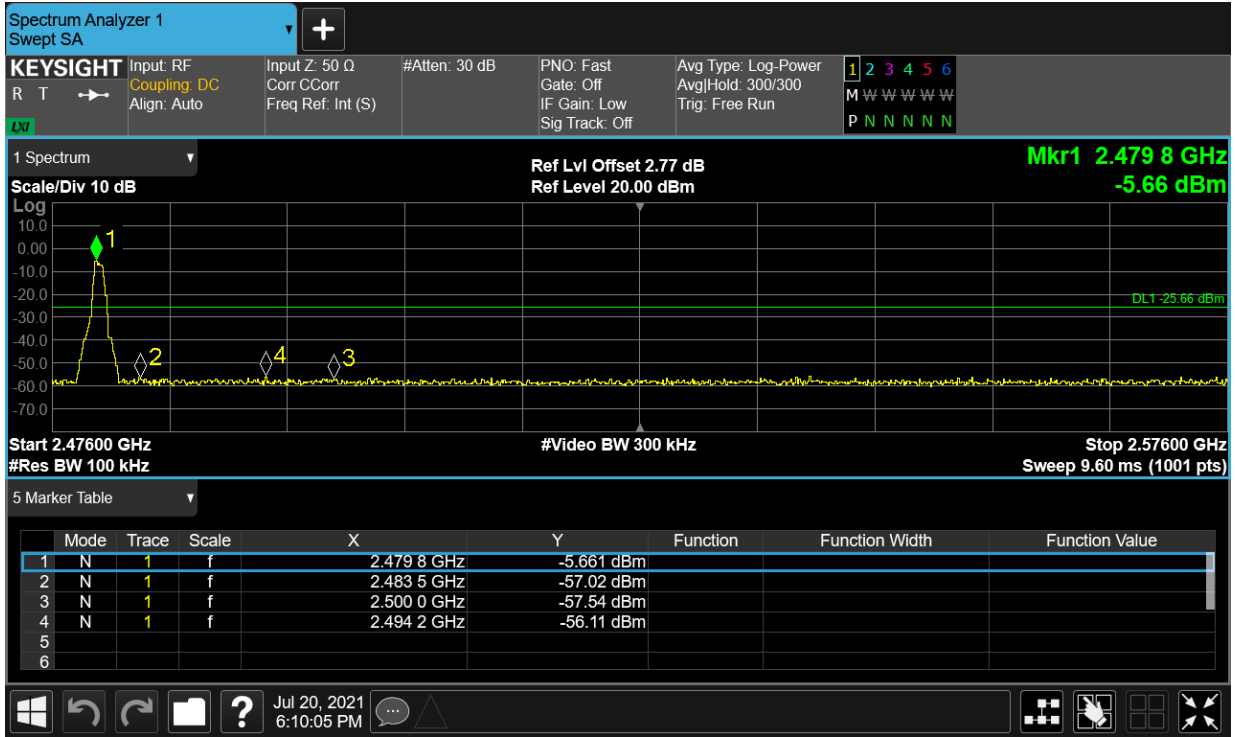 Spectrum Analyzer 1
Swept SA
KEYSIGHT Input: RF Input Z: 50 Ω #Atten: 30 dB PNO: Fast Avg Type: Log-Power 1 2 3 4 5 6
R T Coupling: DC Corr CCorr Gate: Off Avg|Hold: 300/300 M W W W W W
Align: Auto Freq Ref: Int (S) IF Gain: Low Trig: Free Run
LXI Sig Track: Off P N N N N N
1 Spectrum Ref Lvl Offset 2.77 dB Mkr1 2.479 8 GHz
Scale/Div 10 dB Ref Level 20.00 dBm -5.66 dBm
Log
10.0
1
0.00
-10.0
-20.0
DL1 -25.66 dBm
-30.0
-40.0
2 4 3
-50.0
-60.0
-70.0
Start 2.47600 GHz #Video BW 300 kHz Stop 2.57600 GHz
#Res BW 100 kHz Sweep 9.60 ms (1001 pts)
5 Marker Table
Mode Trace Scale X Y Function Function Width Function Value
1 N 1 f 2.479 8 GHz -5.661 dBm
2 N 1 f 2.483 5 GHz -57.02 dBm
3 N 1 f 2.500 0 GHz -57.54 dBm
4 N 1 f 2.494 2 GHz -56.11 dBm
5
6
? Jul 20, 2021
6:10:05 PM